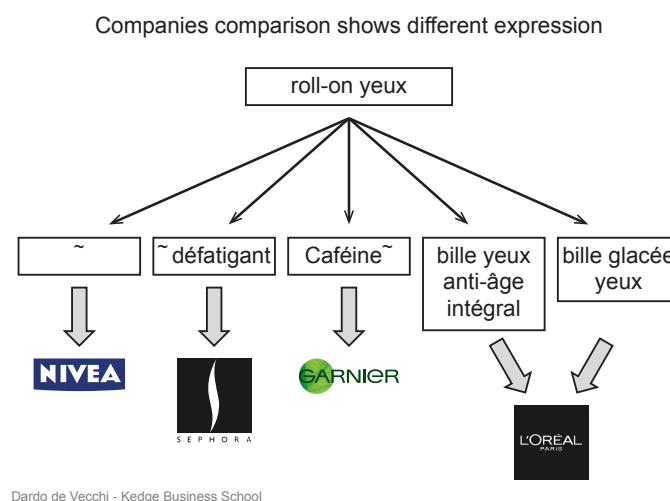 Companies comparison shows different expression
roll-on yeux
~
~ défatigant
Caféine ~
bille yeux
anti-âge
intégral
bille glacée
yeux
NIVEA
SEPHORA
GARNIER
L'ORÉAL
PARIS
Dardo de Vecchi - Kedge Business School